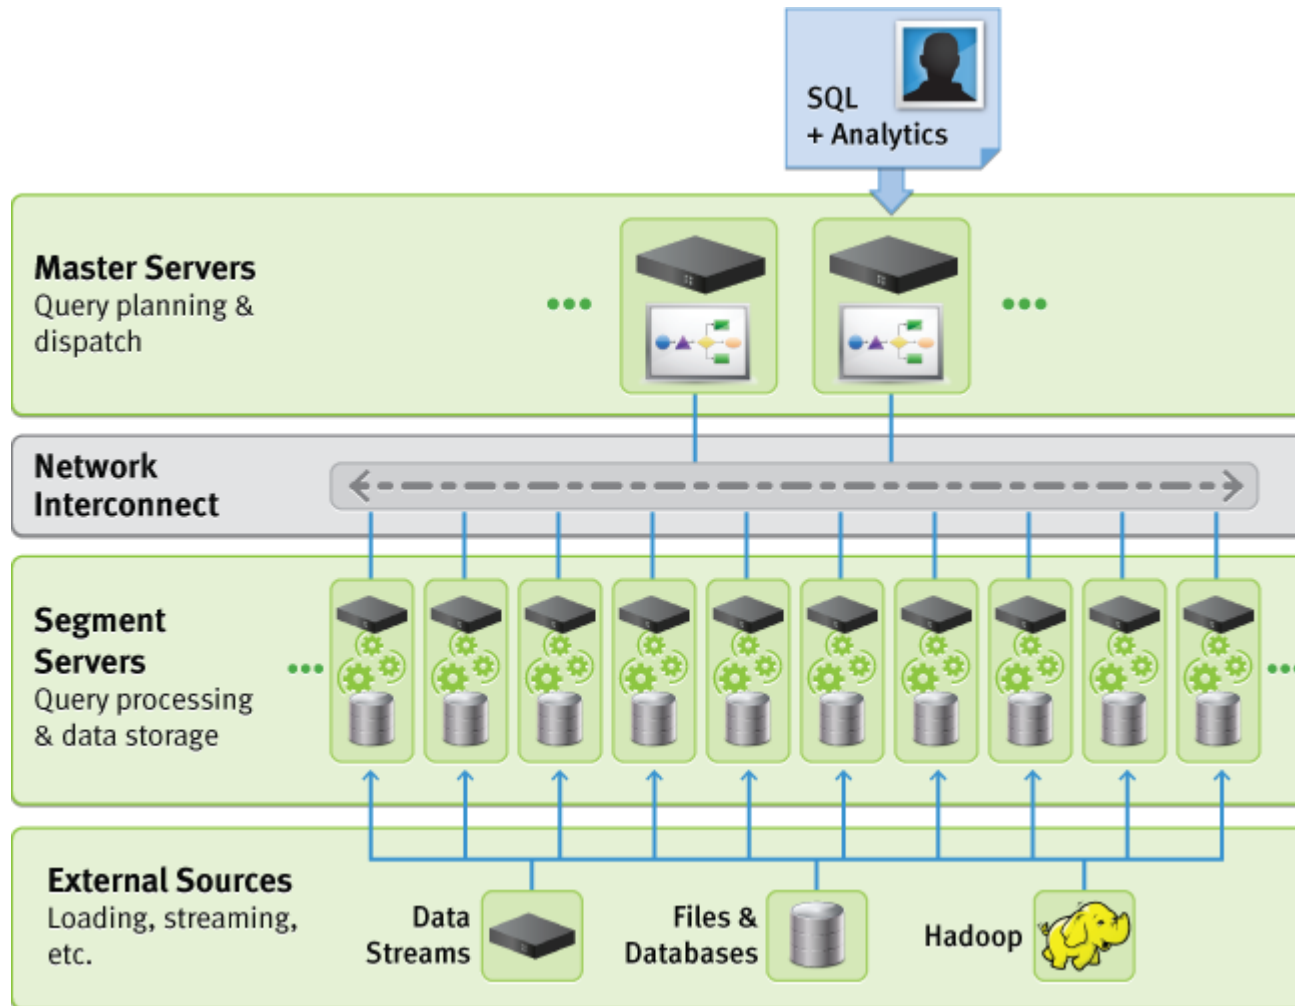 SQL
+ Analytics
Master Servers
Query planning &
dispatch
Network
Interconnect
Segment
Servers
Query processing
& data storage
External Sources
Loading, streaming,
etc.
Data
Streams
Files &
Databases
Hadoop